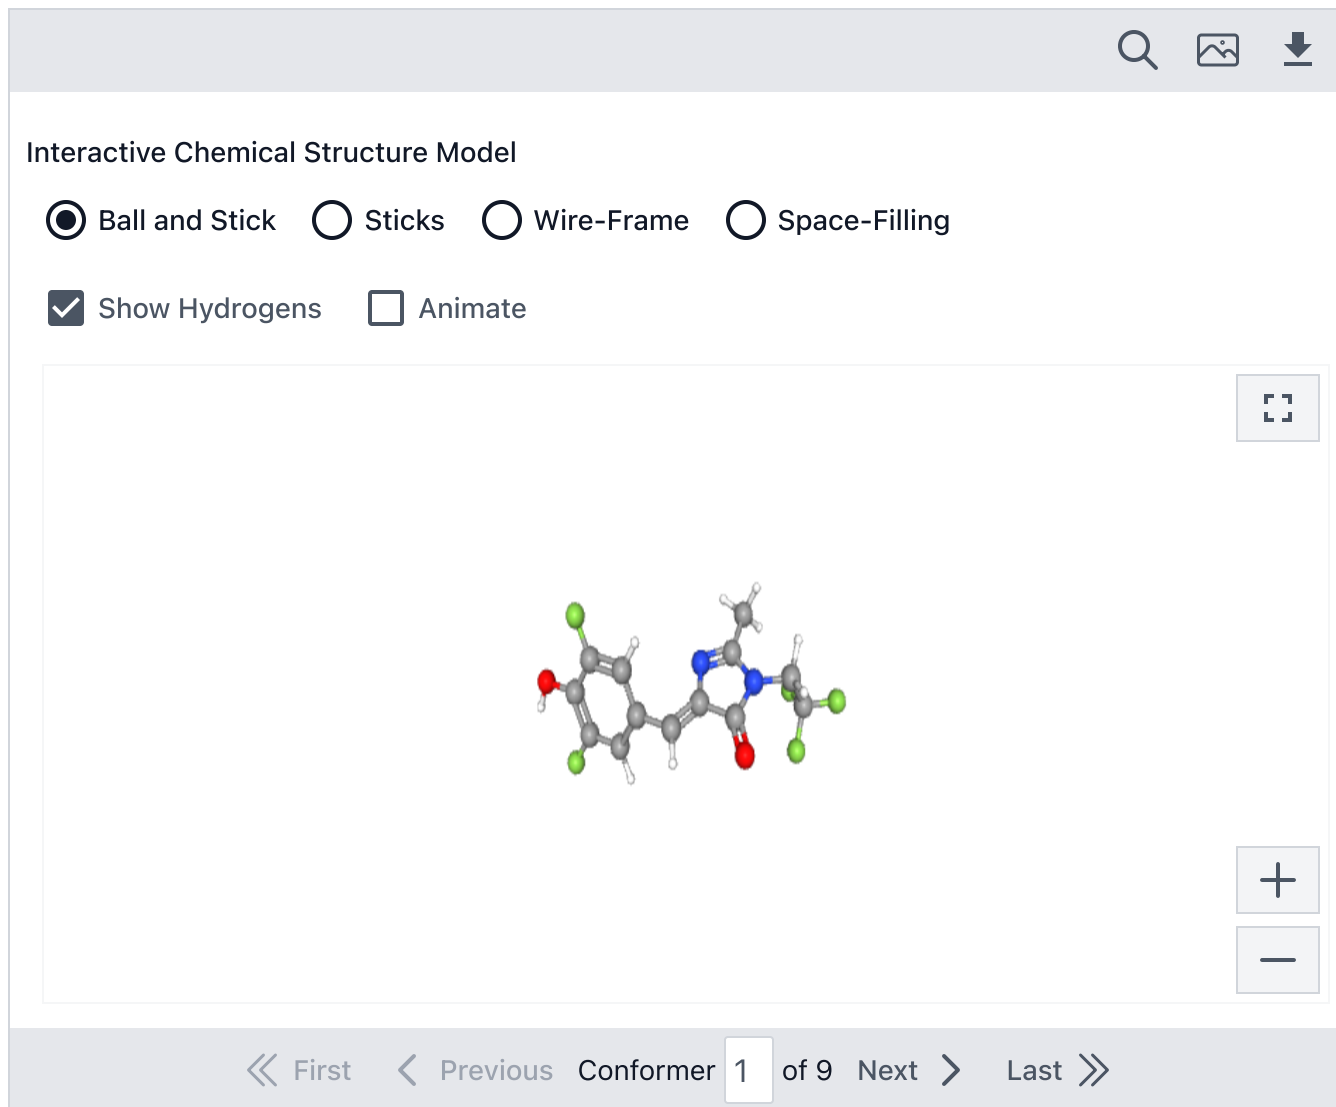 Interactive Chemical Structure Model
Ball and Stick Sticks Wire-Frame Space-Filling
Show Hydrogens Animate
First Previous Conformer 1 of 9 Next Last